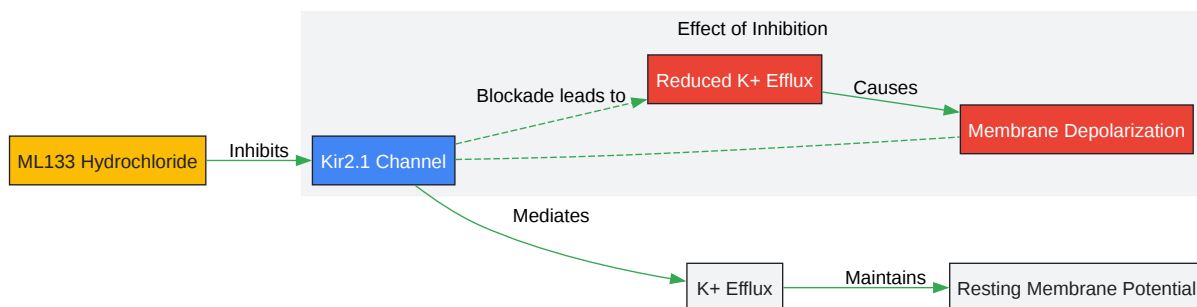 Effect of Inhibition
Reduced K+ Efflux
Blockade leads to
Causes
Membrane Depolarization
ML133 Hydrochloride
Inhibits
Kir2.1 Channel
Mediates
K+ Efflux
Maintains
Resting Membrane Potential